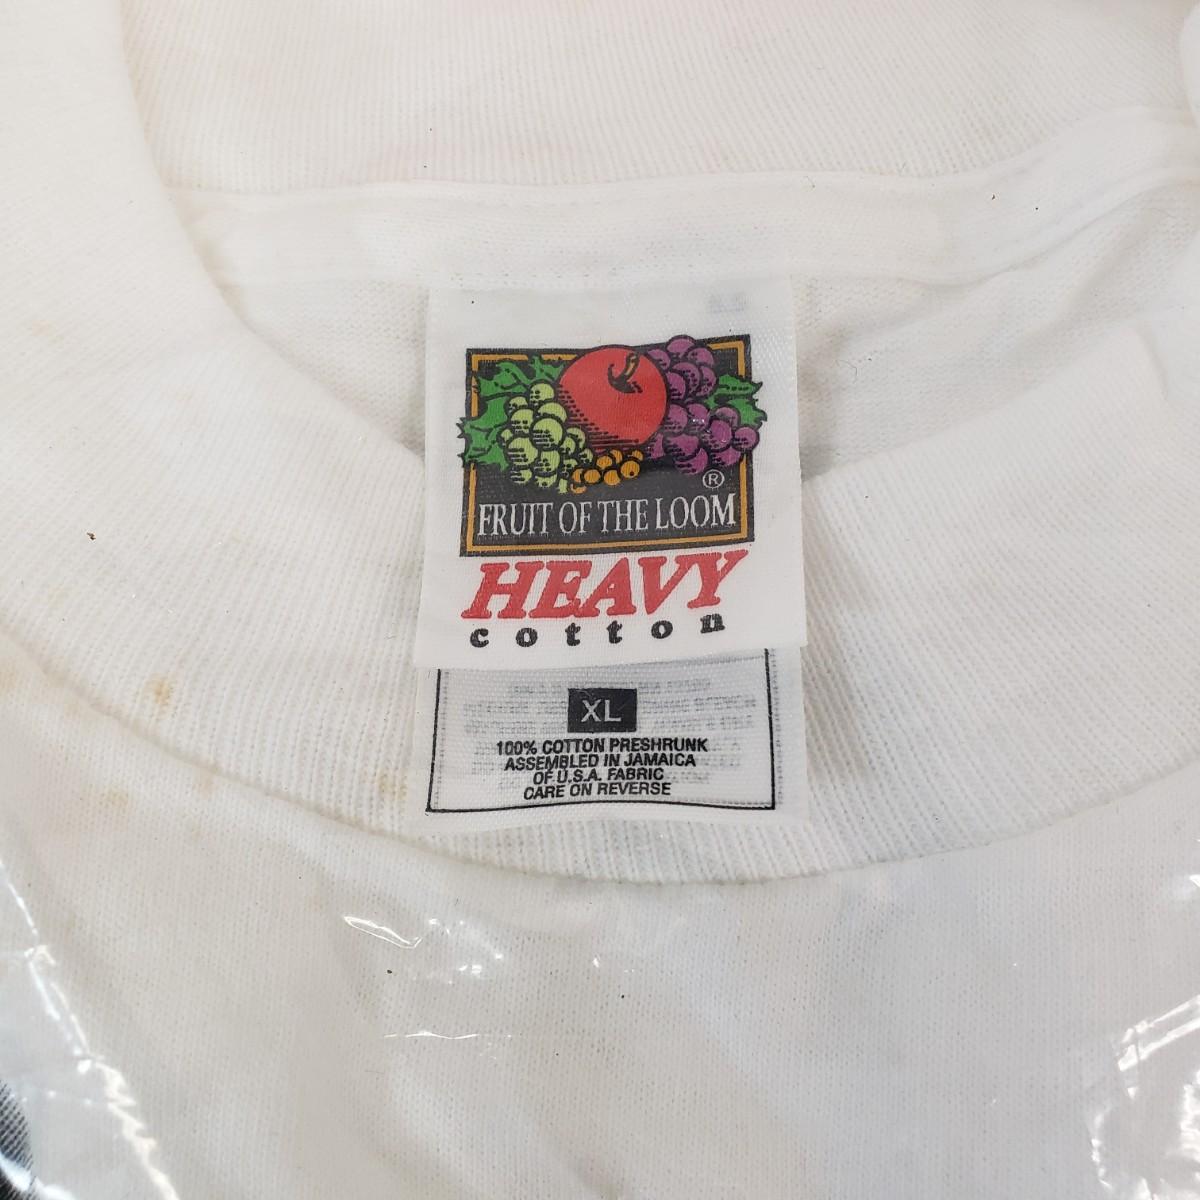 ®
FRUIT OF THE LOOM
HEAVY
cotton
XL
100% COTTON PRESHRUNK
ASSEMBLED IN JAMAICA
OF U.S.A. FABRIC
CARE ON REVERSE